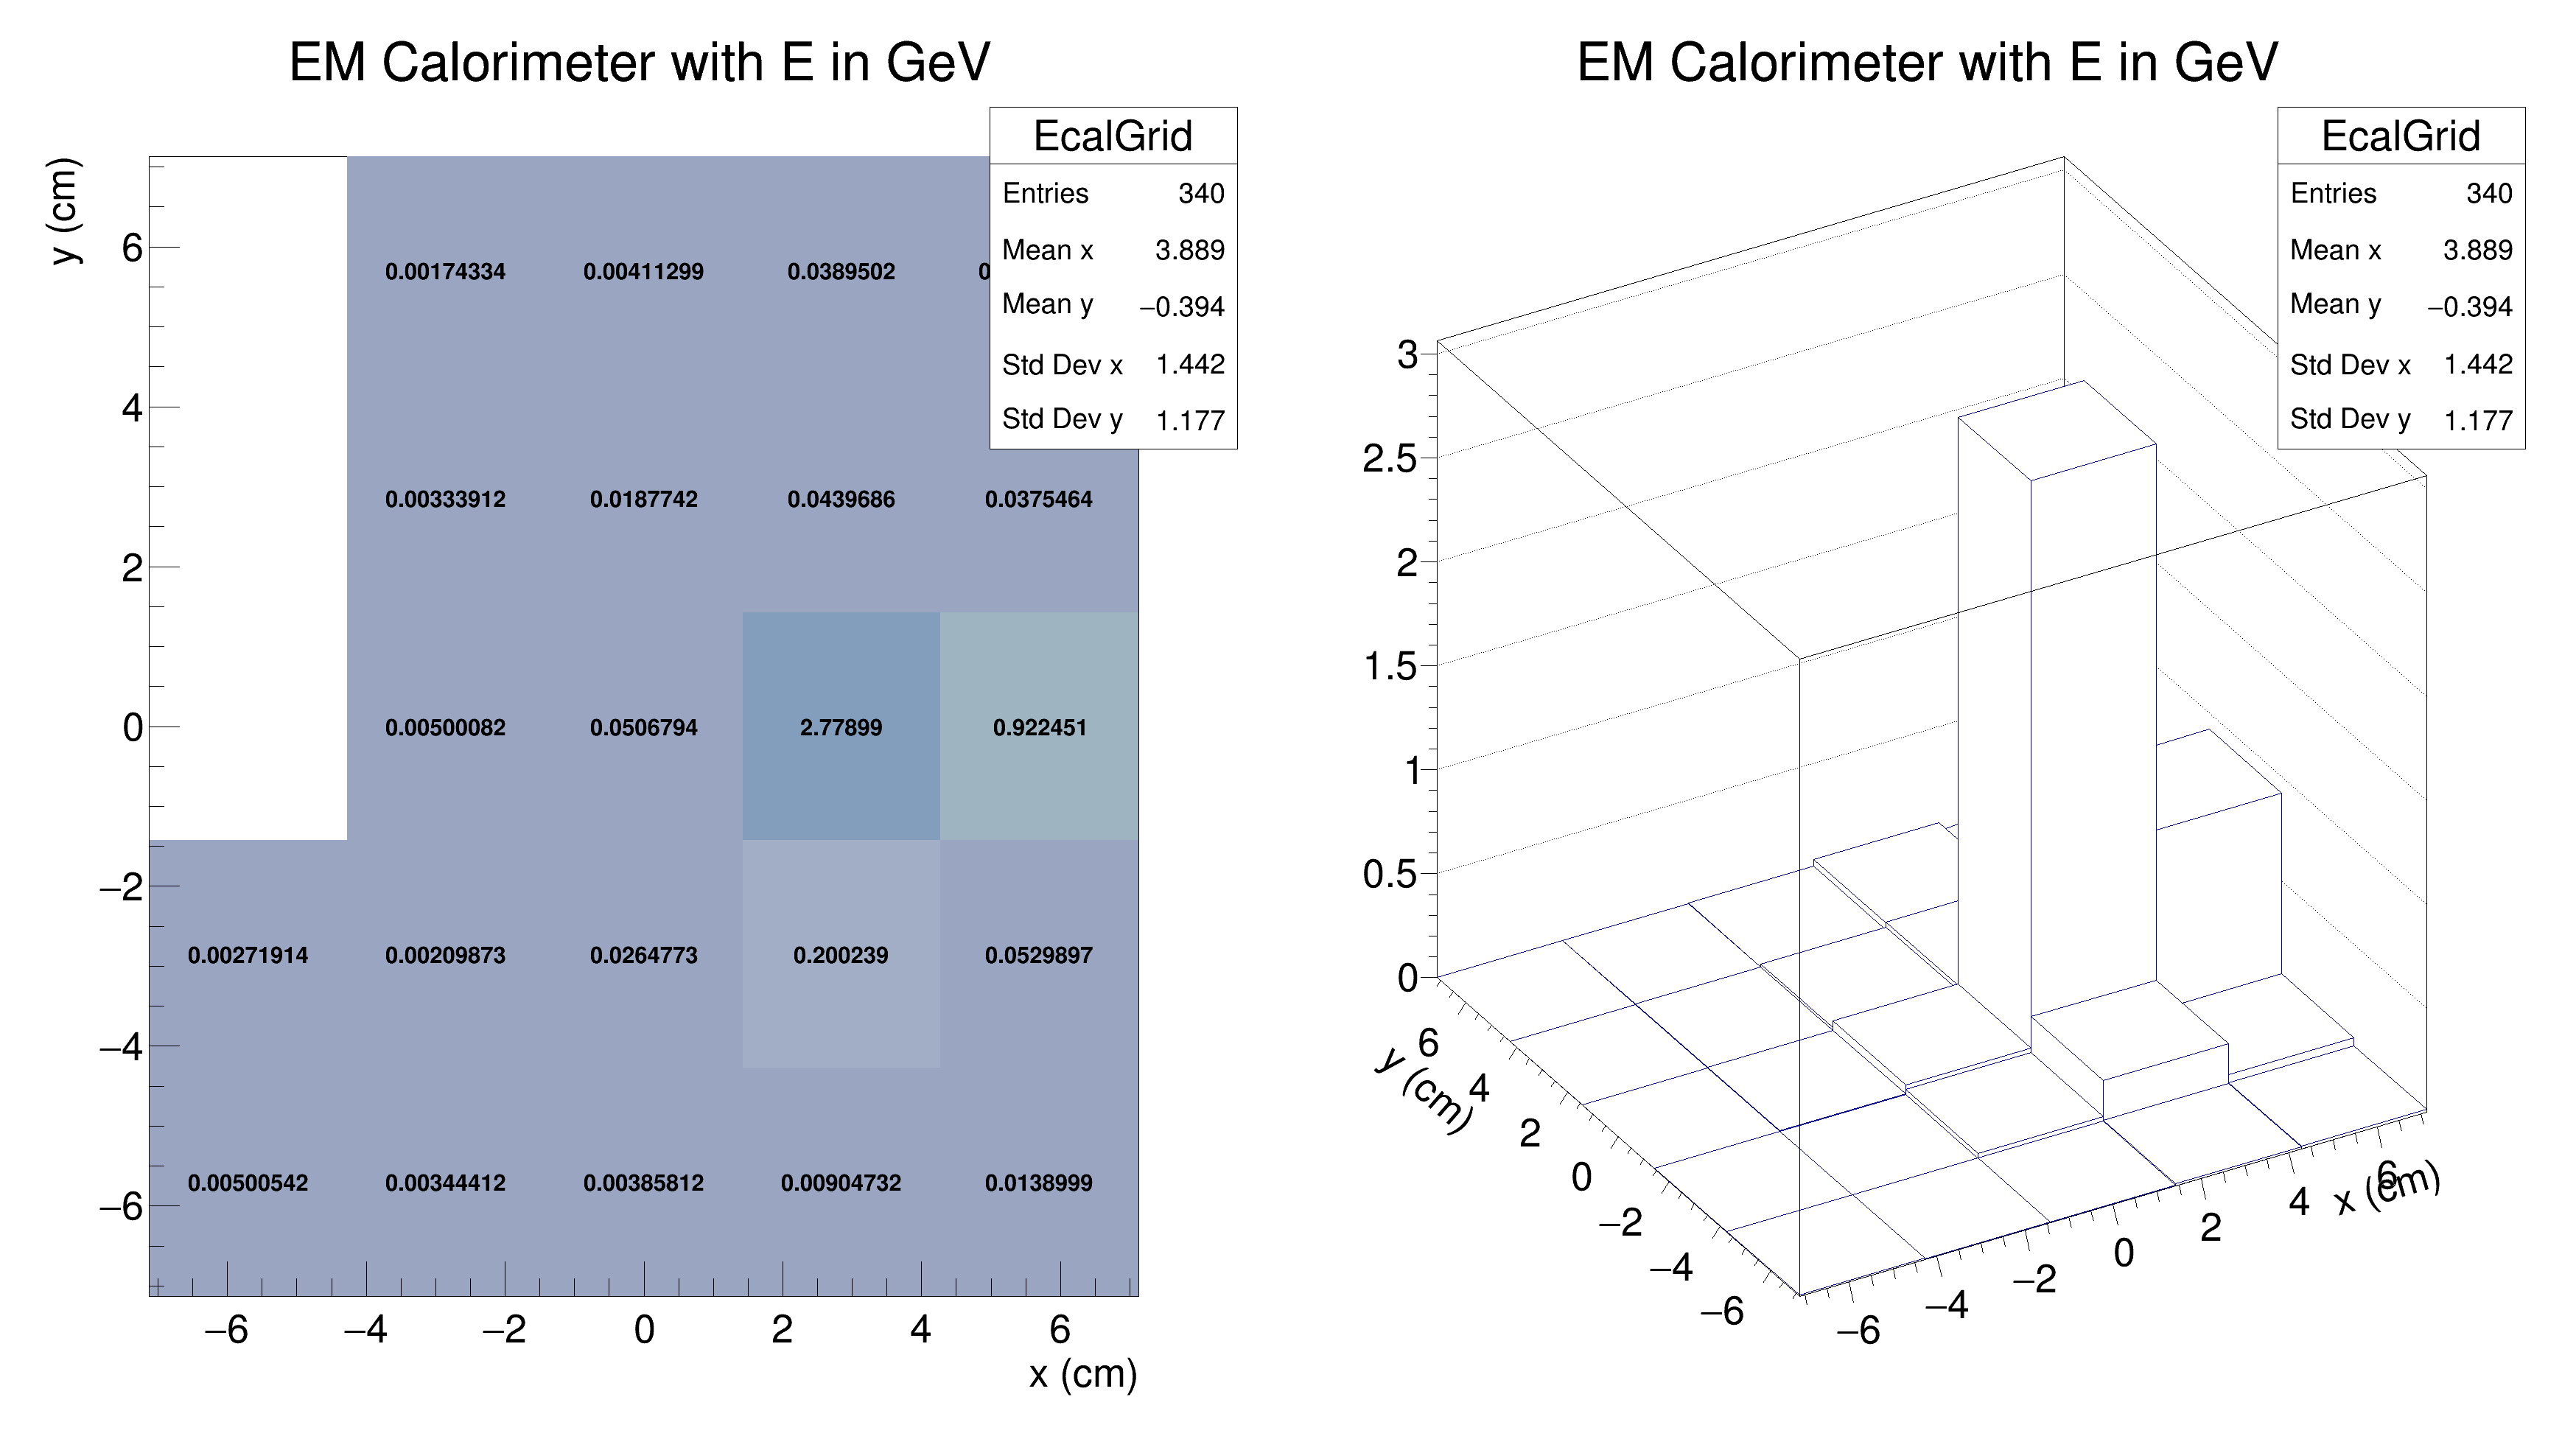 EM Calorimeter with E in GeV
EcalGrid
Entries 340
Mean x 3.889
Mean y −0.394
Std Dev x 1.442
Std Dev y 1.177
y (cm)
6
4
2
0
−2
−4
−6
0.00174334 0.00411299 0.0389502
0.00333912 0.0187742 0.0439686 0.0375464
0.00500082 0.0506794 2.77899 0.922451
0.00271914 0.00209873 0.0264773 0.200239 0.0529897
0.00500542 0.00344412 0.00385812 0.00904732 0.0138999
−6 −4 −2 0 2 4 6
x (cm)
EM Calorimeter with E in GeV
EcalGrid
Entries 340
Mean x 3.889
Mean y −0.394
Std Dev x 1.442
Std Dev y 1.177
3
2.5
2
1.5
1
0.5
0
6
4
2
0
−2
−4
−6
y (cm)
−6
−4
−2
0
2
4
6
x (cm)